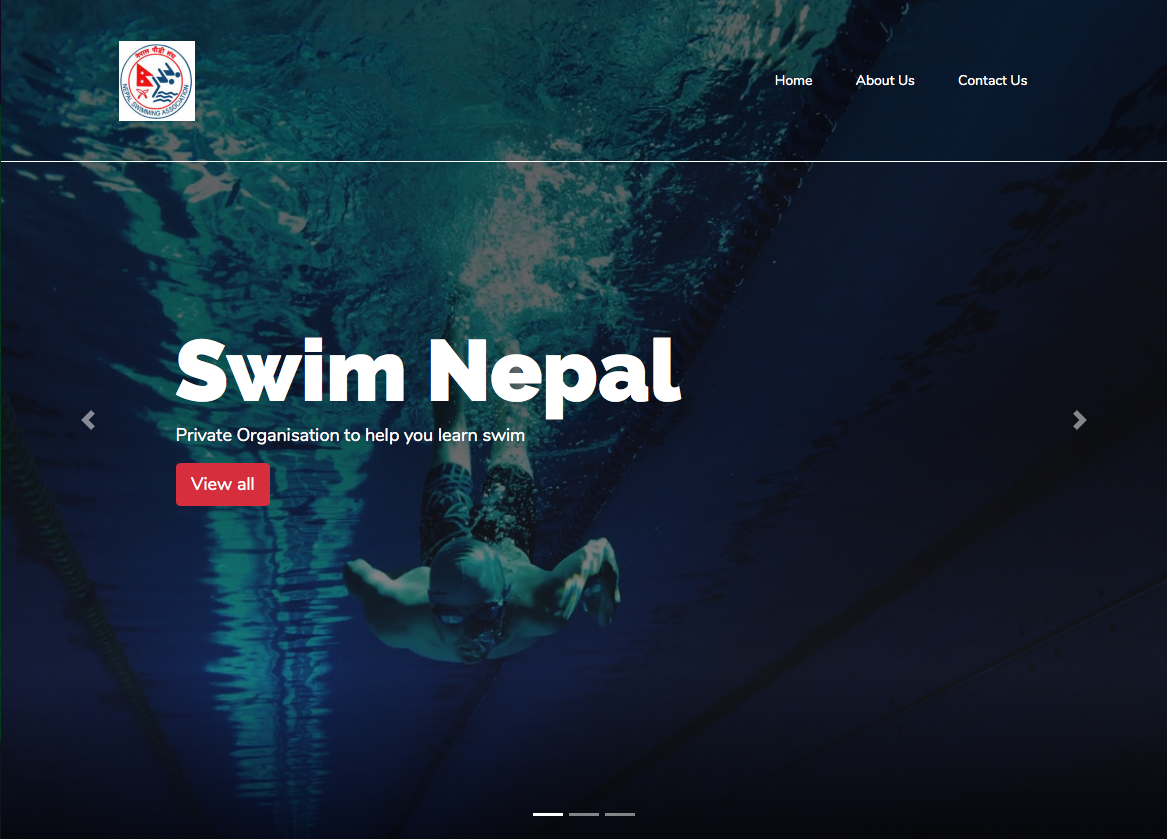 नेपाल पौडी संघ
NEPAL SWIMMING ASSOCIATION
Home
About Us
Contact Us
Swim Nepal
Private Organisation to help you learn swim
View all